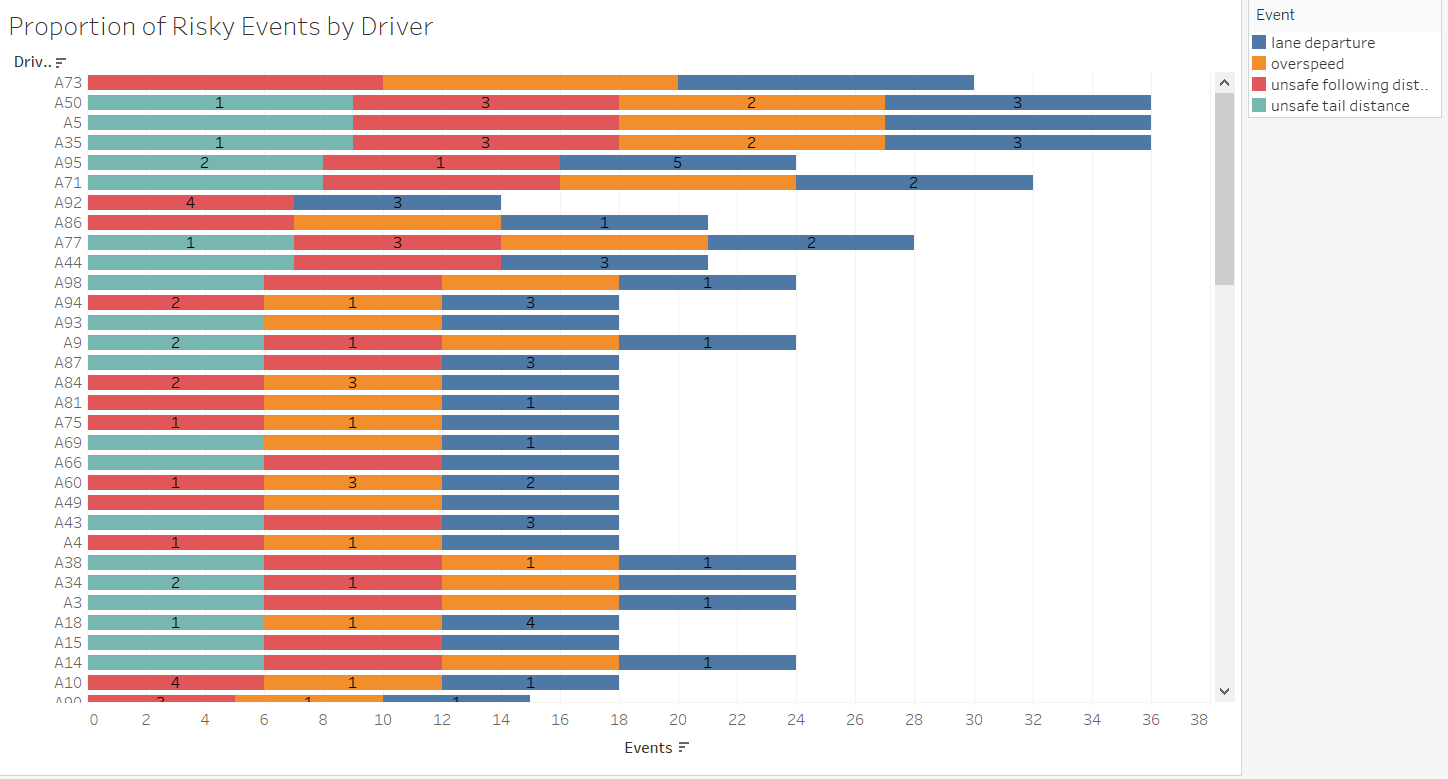 Proportion of Risky Events by Driver
Driv..
A73
A50 1 3 2 3
A5
A35 1 3 2 3
A95 2 1 5
A71 2
A92 4 3
A86 1
A77 1 3 2
A44 3
A98 1
A94 2 1 3
A93
A9 2 1 1
A87 3
A84 2 3
A81 1
A75 1 1
A69 1
A66
A60 1 3 2
A49
A43 3
A4 1 1
A38 1 1
A34 2 1
A3 1
A18 1 1 4
A15
A14 1
A10 4 1 1
0 2 4 6 8 10 12 14 16 18 20 22 24 26 28 30 32 34 36 38
Events
Event
lane departure
overspeed
unsafe following dist..
unsafe tail distance